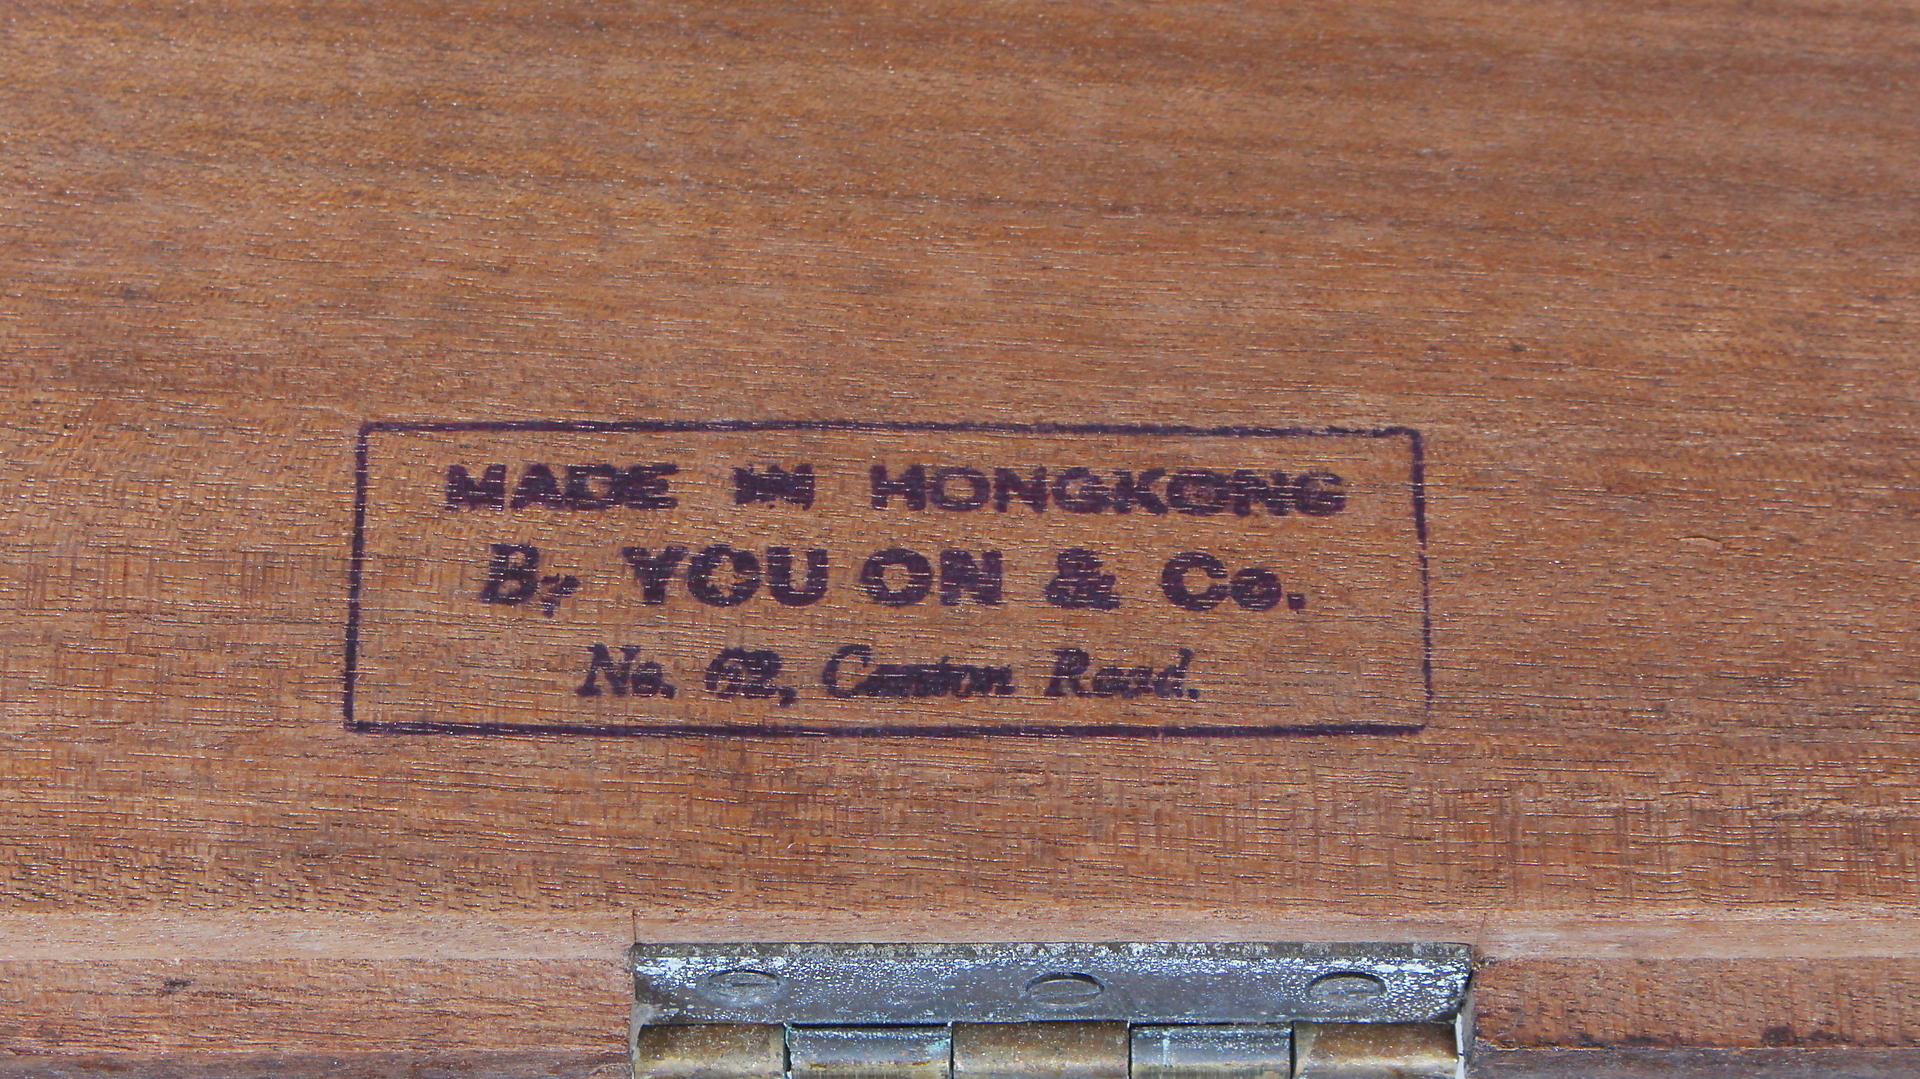 MADE IN HONGKONG
By YOU ON & Co.
No. 62, Canton Road.